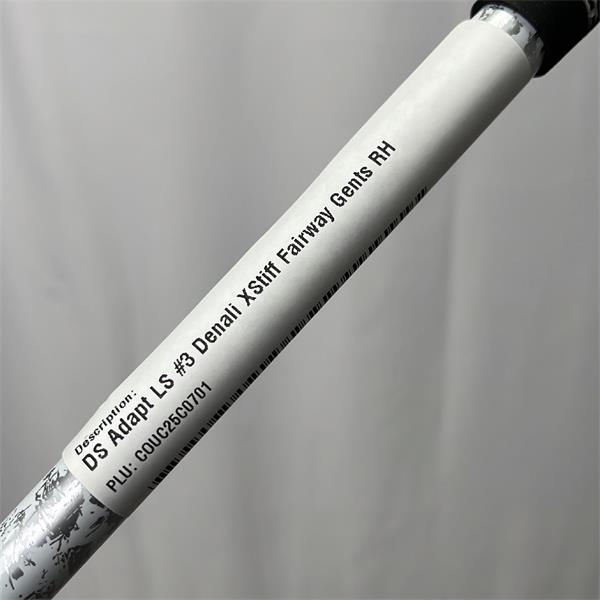 Description:
DS Adapt LS #3 Denali XStiff Fairway Gents RH
PLU: COUC25C0701